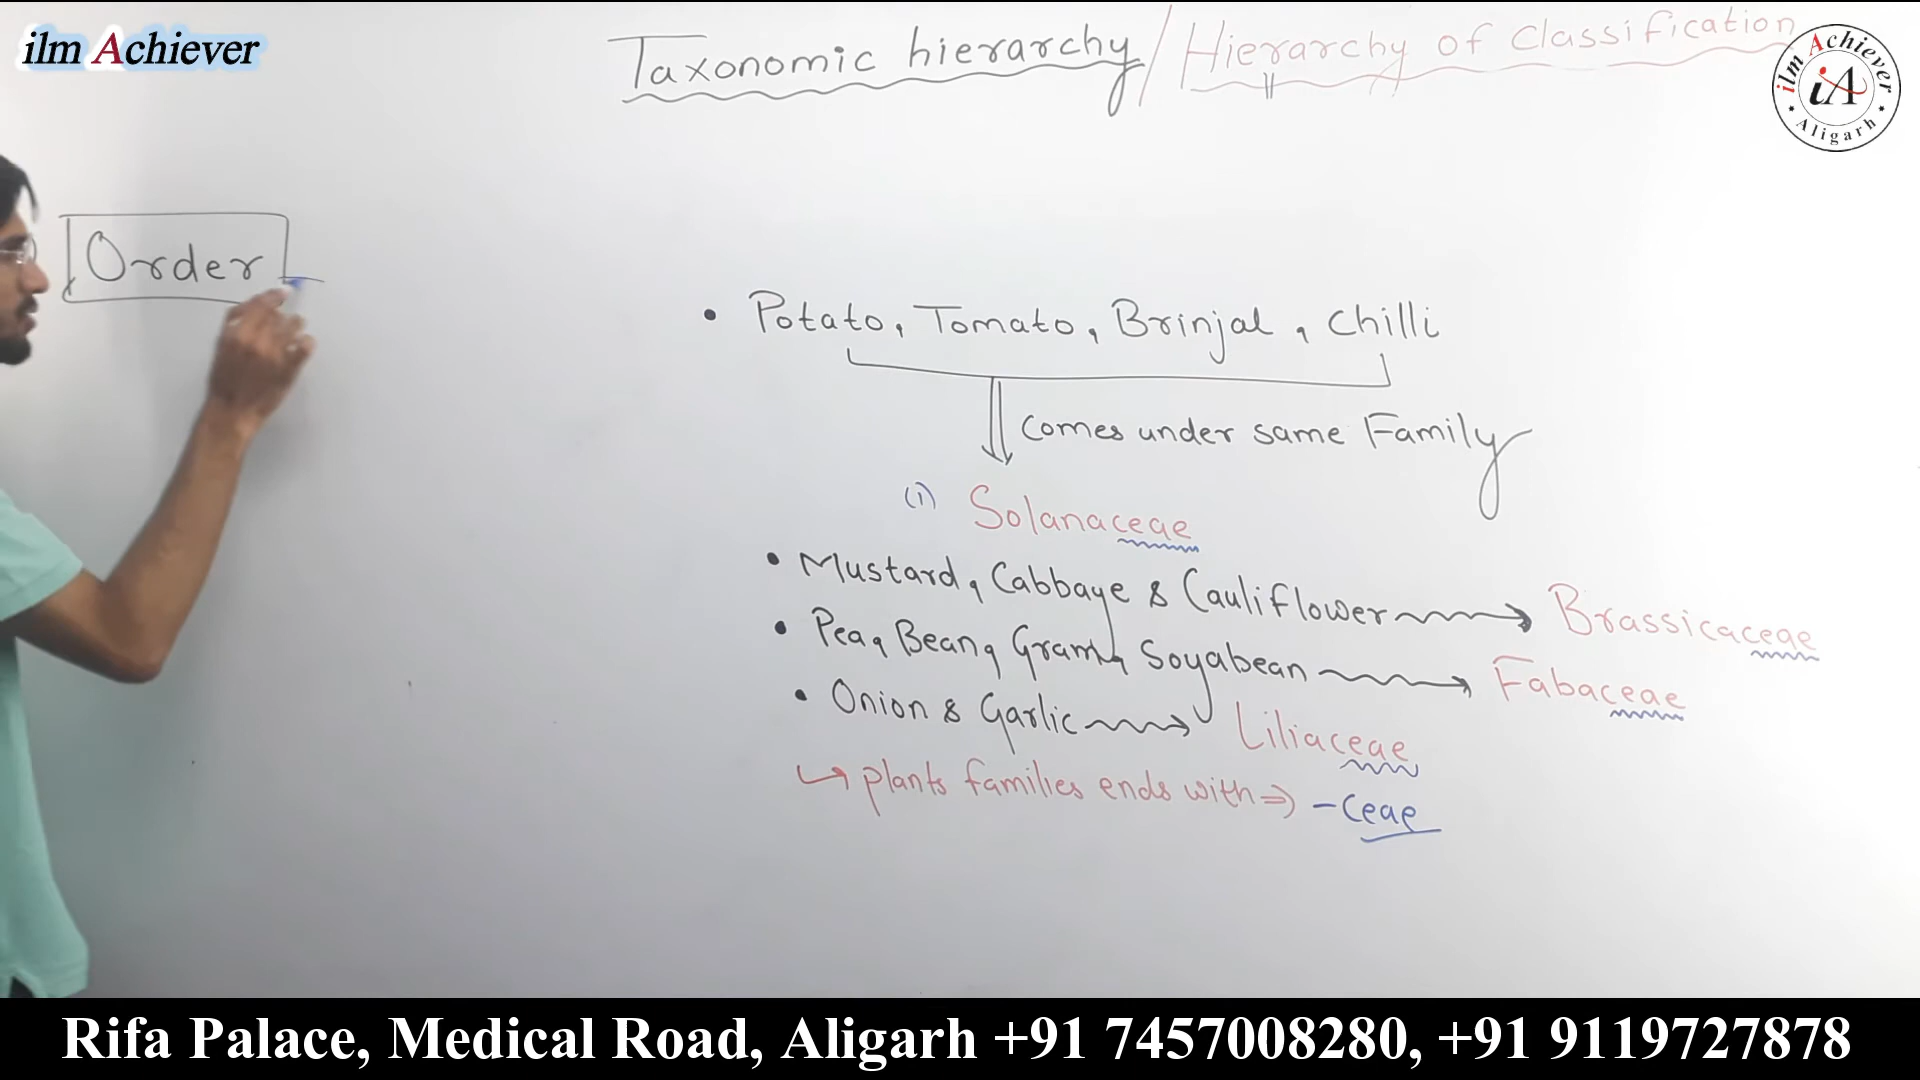 ilm Achiever
Taxonomic hierarchy / Hierarchy of Classification
ilm Achiever
iA
Aligarh
Order
• Potato, Tomato, Brinjal, Chilli
Comes under same Family
(1) Solanaceae
• Mustard, Cabbage & Cauliflower → Brassicaceae
• Pea, Bean, Gram, Soyabean → Fabaceae
• Onion & Garlic → Liliaceae
↳ plants families ends with ⇒ -Ceae
Rifa Palace, Medical Road, Aligarh +91 7457008280, +91 9119727878